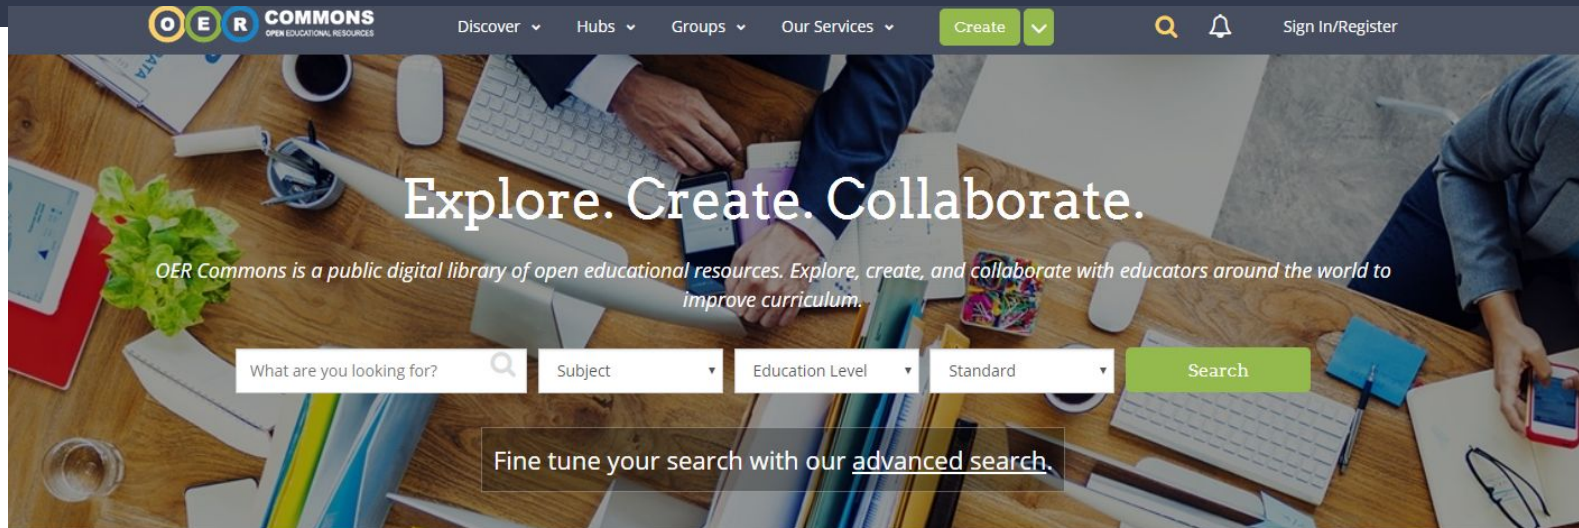 OER COMMONS
OPEN EDUCATIONAL RESOURCES
Discover Hubs Groups Our Services Create Sign In/Register
DATA
Explore. Create. Collaborate.
OER Commons is a public digital library of open educational resources. Explore, create, and collaborate with educators around the world to
improve curriculum.
What are you looking for? Subject Education Level Standard Search
Fine tune your search with our advanced search.